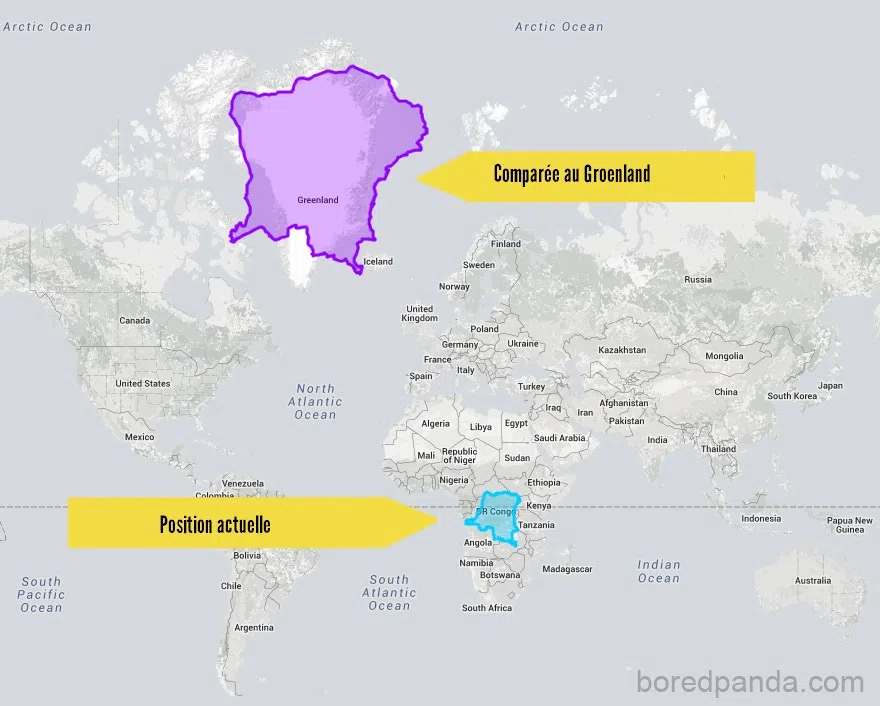 Arctic Ocean
Arctic Ocean
Comparée au Groenland
Greenland
Iceland
Finland
Sweden
Norway
Russia
United
Kingdom
Canada
Poland
Germany
Ukraine
France
Kazakhstan
Mongolia
Italy
Spain
United States
North
Atlantic
Ocean
Turkey
China
Japan
South Korea
Iraq
Iran
Afghanistan
Pakistan
Algeria
Libya
Egypt
Saudi Arabia
Mexico
India
Thailand
Mali
Republic
of Niger
Sudan
Nigeria
Ethiopia
Venezuela
Colombia
Position actuelle
DR Congo
Kenya
Tanzania
Indonesia
Papua New
Guinea
Angola
Bolivia
Namibia
Botswana
Madagascar
Indian
Ocean
South
Pacific
Ocean
Chile
South
Atlantic
Ocean
Australia
South Africa
Argentina
boredpanda.com